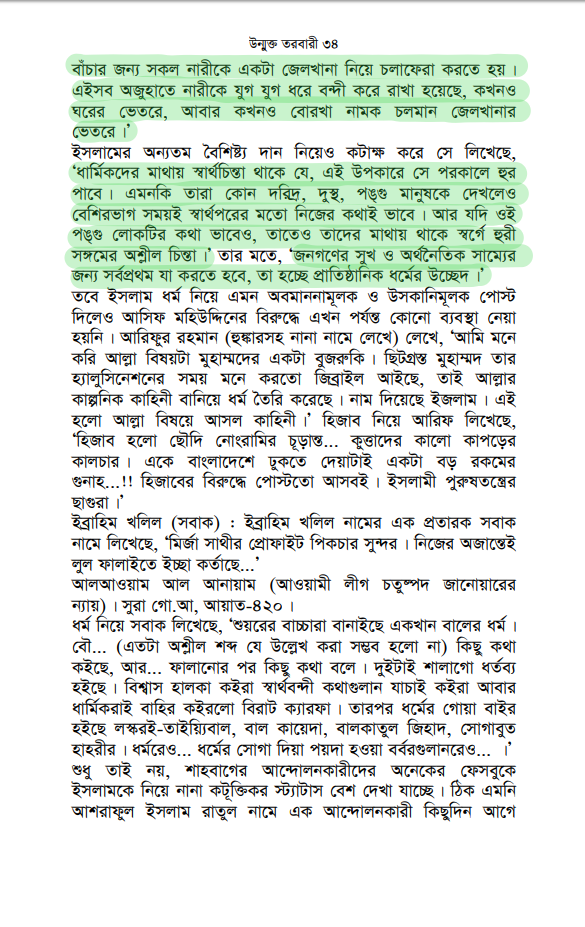 উন্মুক্ত তরবারী ৩৪
বাঁচার জন্য সকল নারীকে একটা জেলখানা নিয়ে চলাফেরা করতে হয়।
এইসব অজুহাতে নারীকে যুগ যুগ ধরে বন্দী করে রাখা হয়েছে, কখনও
ঘরের ভেতরে, আবার কখনও বোরখা নামক চলমান জেলখানার
ভেতরে।’
ইসলামের অন্যতম বৈশিষ্ট্য দান নিয়েও কটাক্ষ করে সে লিখেছে,
‘ধার্মিকদের মাথায় স্বার্থচিন্তা থাকে যে, এই উপকারে সে পরকালে হুর
পাবে। এমনকি তারা কোন দরিদ্র, দুস্থ, পঙ্গু মানুষকে দেখলেও
বেশিরভাগ সময়ই স্বার্থপরের মতো নিজের কথাই ভাবে। আর যদি ওই
পঙ্গু লোকটির কথা ভাবেও, তাতেও তাদের মাথায় থাকে স্বর্গে হুরী
সঙ্গমের অশ্লীল চিন্তা।’ তার মতে, ‘জনগণের সুখ ও অর্থনৈতিক সাম্যের
জন্য সর্বপ্রথম যা করতে হবে, তা হচ্ছে প্রাতিষ্ঠানিক ধর্মের উচ্ছেদ।’
তবে ইসলাম ধর্ম নিয়ে এমন অবমাননামূলক ও উসকানিমূলক পোস্ট
দিলেও আসিফ মহিউদ্দিনের বিরুদ্ধে এখন পর্যন্ত কোনো ব্যবস্থা নেয়া
হয়নি। আরিফুর রহমান (হুঙ্কারসহ নানা নামে লেখে) লেখে, ‘আমি মনে
করি আল্লা বিষয়টা মুহাম্মদের একটা বুজরুকি। ছিটগ্রস্ত মুহাম্মদ তার
হ্যালুসিনেশনের সময় মনে করতো জিব্রাইল আইছে, তাই আল্লার
কাল্পনিক কাহিনী বানিয়ে ধর্ম তৈরি করেছে। নাম দিয়েছে ইজলাম। এই
হলো আল্লা বিষয়ে আসল কাহিনী।’ হিজাব নিয়ে আরিফ লিখেছে,
‘হিজাব হলো ছৌদি নোংরামির চূড়ান্ত... কুত্তাদের কালো কাপড়ের
কালচার। একে বাংলাদেশে ঢুকতে দেয়াটাই একটা বড় রকমের
গুনাহ...!! হিজাবের বিরুদ্ধে পোস্টতো আসবই। ইসলামী পুরুষতন্ত্রের
ছাগুরা।’
ইব্রাহিম খলিল (সবাক) : ইব্রাহিম খলিল নামের এক প্রতারক সবাক
নামে লিখেছে, ‘মির্জা সাথীর প্রোফাইট পিকচার সুন্দর। নিজের অজান্তেই
লুল ফালাইতে ইচ্ছা কর্তাছে...’
আলআওয়াম আল আনায়াম (আওয়ামী লীগ চতুষ্পদ জানোয়ারের
ন্যায়)। সুরা গো.আ, আয়াত-৪২০।
ধর্ম নিয়ে সবাক লিখেছে, ‘শুয়রের বাচ্চারা বানাইছে একখান বালের ধর্ম।
বৌ... (এতটা অশ্লীল শব্দ যে উল্লেখ করা সম্ভব হলো না) কিছু কথা
কইছে, আর... ফালানোর পর কিছু কথা বলে। দুইটাই শালাগো ধর্তব্য
হইছে। বিশ্বাস হালকা কইরা স্বার্থবন্দী কথাগুলান যাচাই কইরা আবার
ধার্মিকরাই বাহির কইরলো বিরাট ক্যারফা। তারপর ধর্মের গোয়া বাইর
হইছে লস্করই-তাইয়্যিবাল, বাল কায়েদা, বালকাতুল জিহাদ, সোগাবুত
হাহরীর। ধর্মরেও... ধর্মের সোগা দিয়া পয়দা হওয়া বর্বরগুলানরেও... ।’
শুধু তাই নয়, শাহবাগের আন্দোলনকারীদের অনেকের ফেসবুকে
ইসলামকে নিয়ে নানা কটূক্তিকর স্ট্যাটাস বেশ দেখা যাচ্ছে। ঠিক এমনি
আশরাফুল ইসলাম রাতুল নামে এক আন্দোলনকারী কিছুদিন আগে